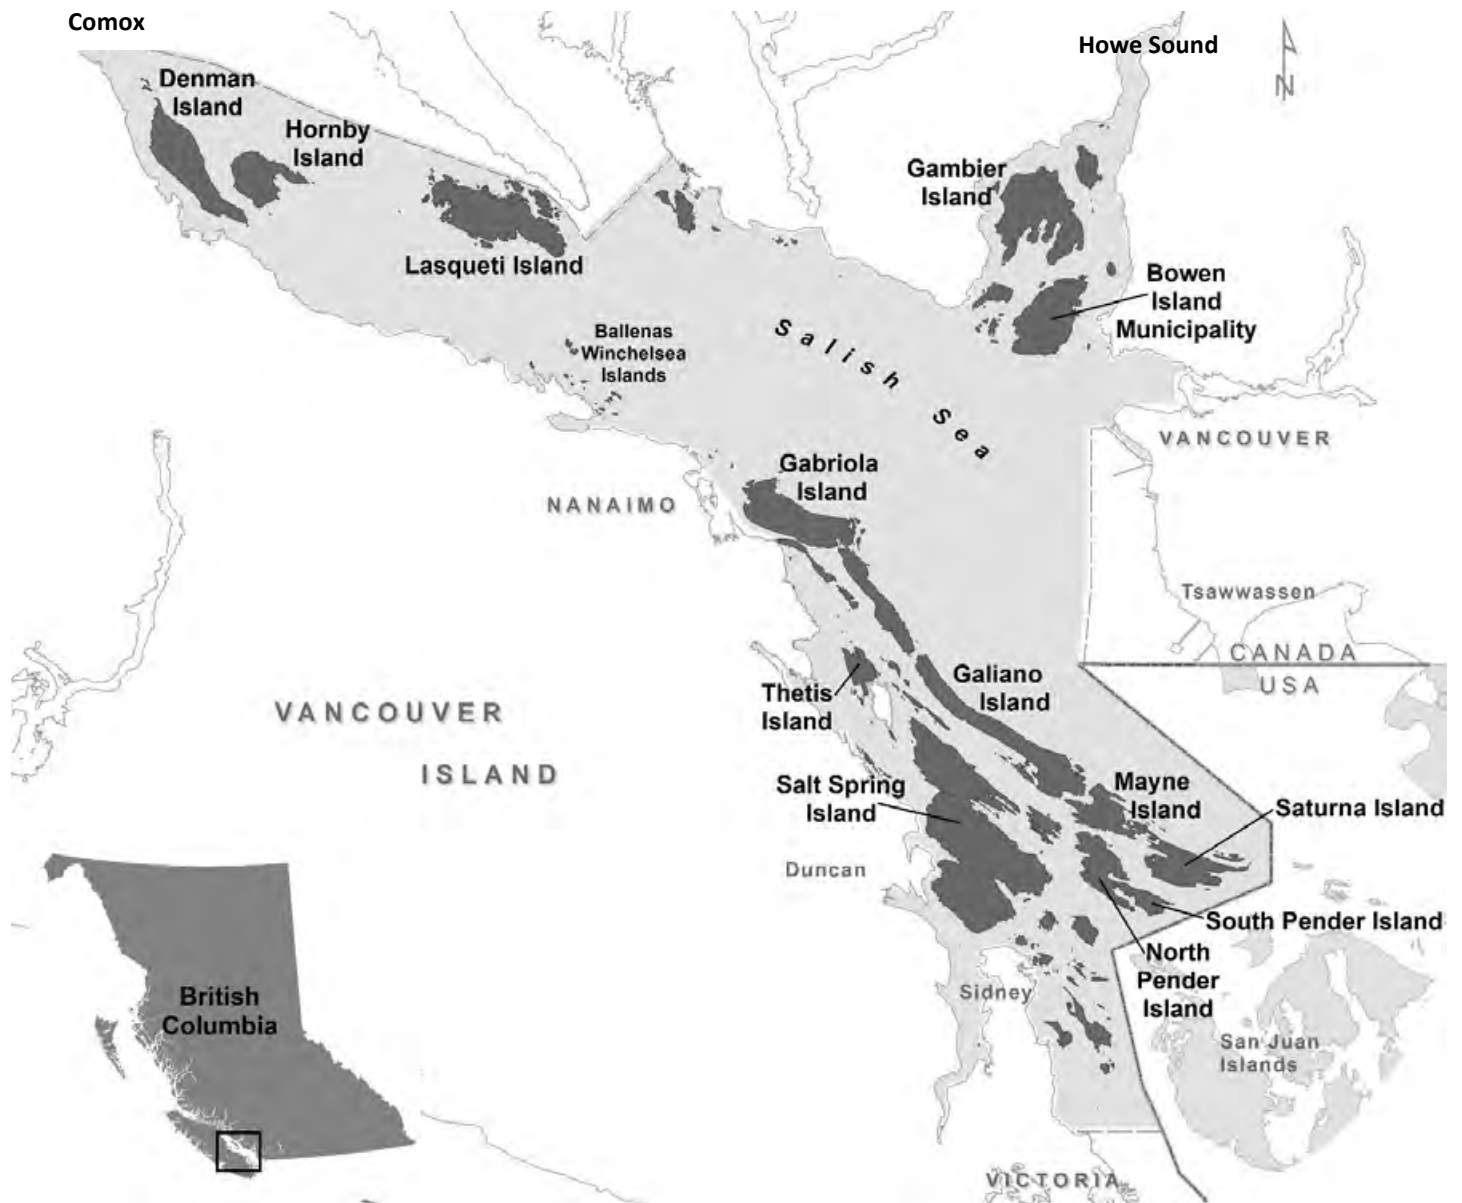 Comox
Howe Sound
N
Denman
Island
Hornby
Island
Gambier
Island
Lasqueti Island
Bowen
Island
Municipality
Ballenas
Winchelsea
Islands
Salish Sea
VANCOUVER
Gabriola
Island
NANAIMO
Tsawwassen
CANADA
USA
Thetis
Island
Galiano
Island
VANCOUVER
ISLAND
Salt Spring
Island
Mayne
Island
Saturna Island
Duncan
South Pender Island
North
Pender
Island
Sidney
British
Columbia
San Juan
Islands
VICTORIA